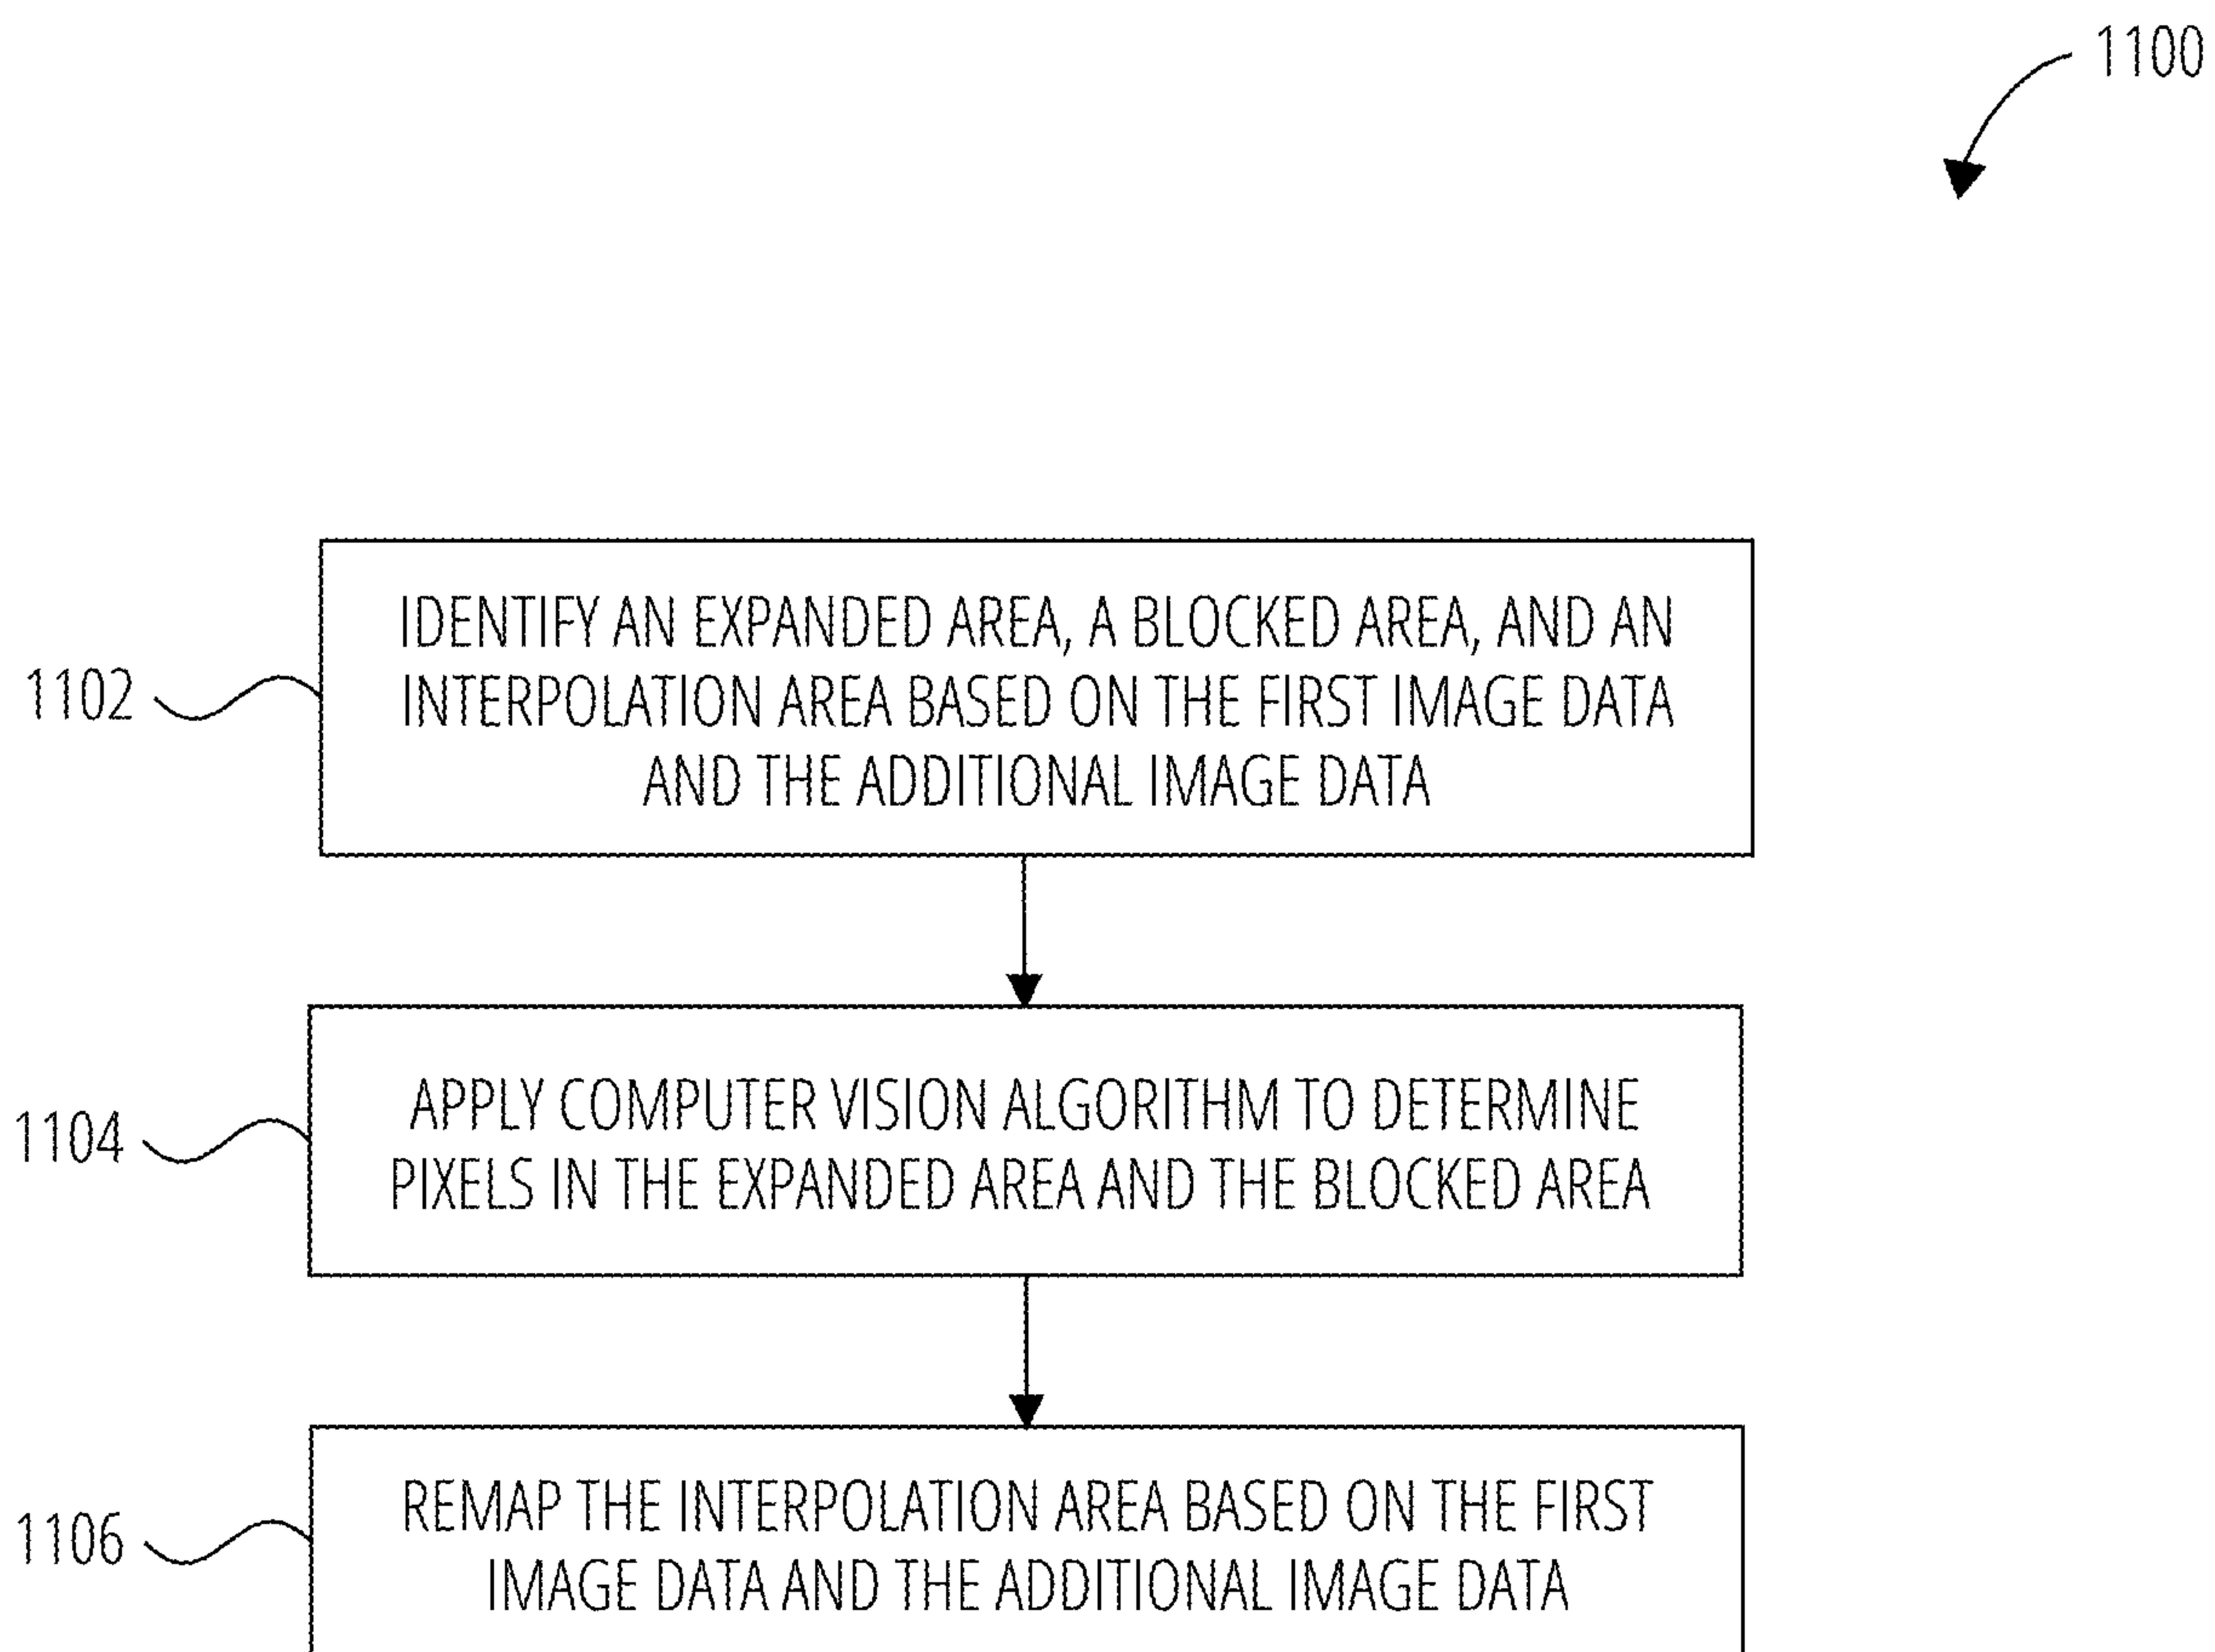 1100
1102
IDENTIFY AN EXPANDED AREA, A BLOCKED AREA, AND AN
INTERPOLATION AREA BASED ON THE FIRST IMAGE DATA
AND THE ADDITIONAL IMAGE DATA
1104
APPLY COMPUTER VISION ALGORITHM TO DETERMINE
PIXELS IN THE EXPANDED AREA AND THE BLOCKED AREA
1106
REMAP THE INTERPOLATION AREA BASED ON THE FIRST
IMAGE DATA AND THE ADDITIONAL IMAGE DATA